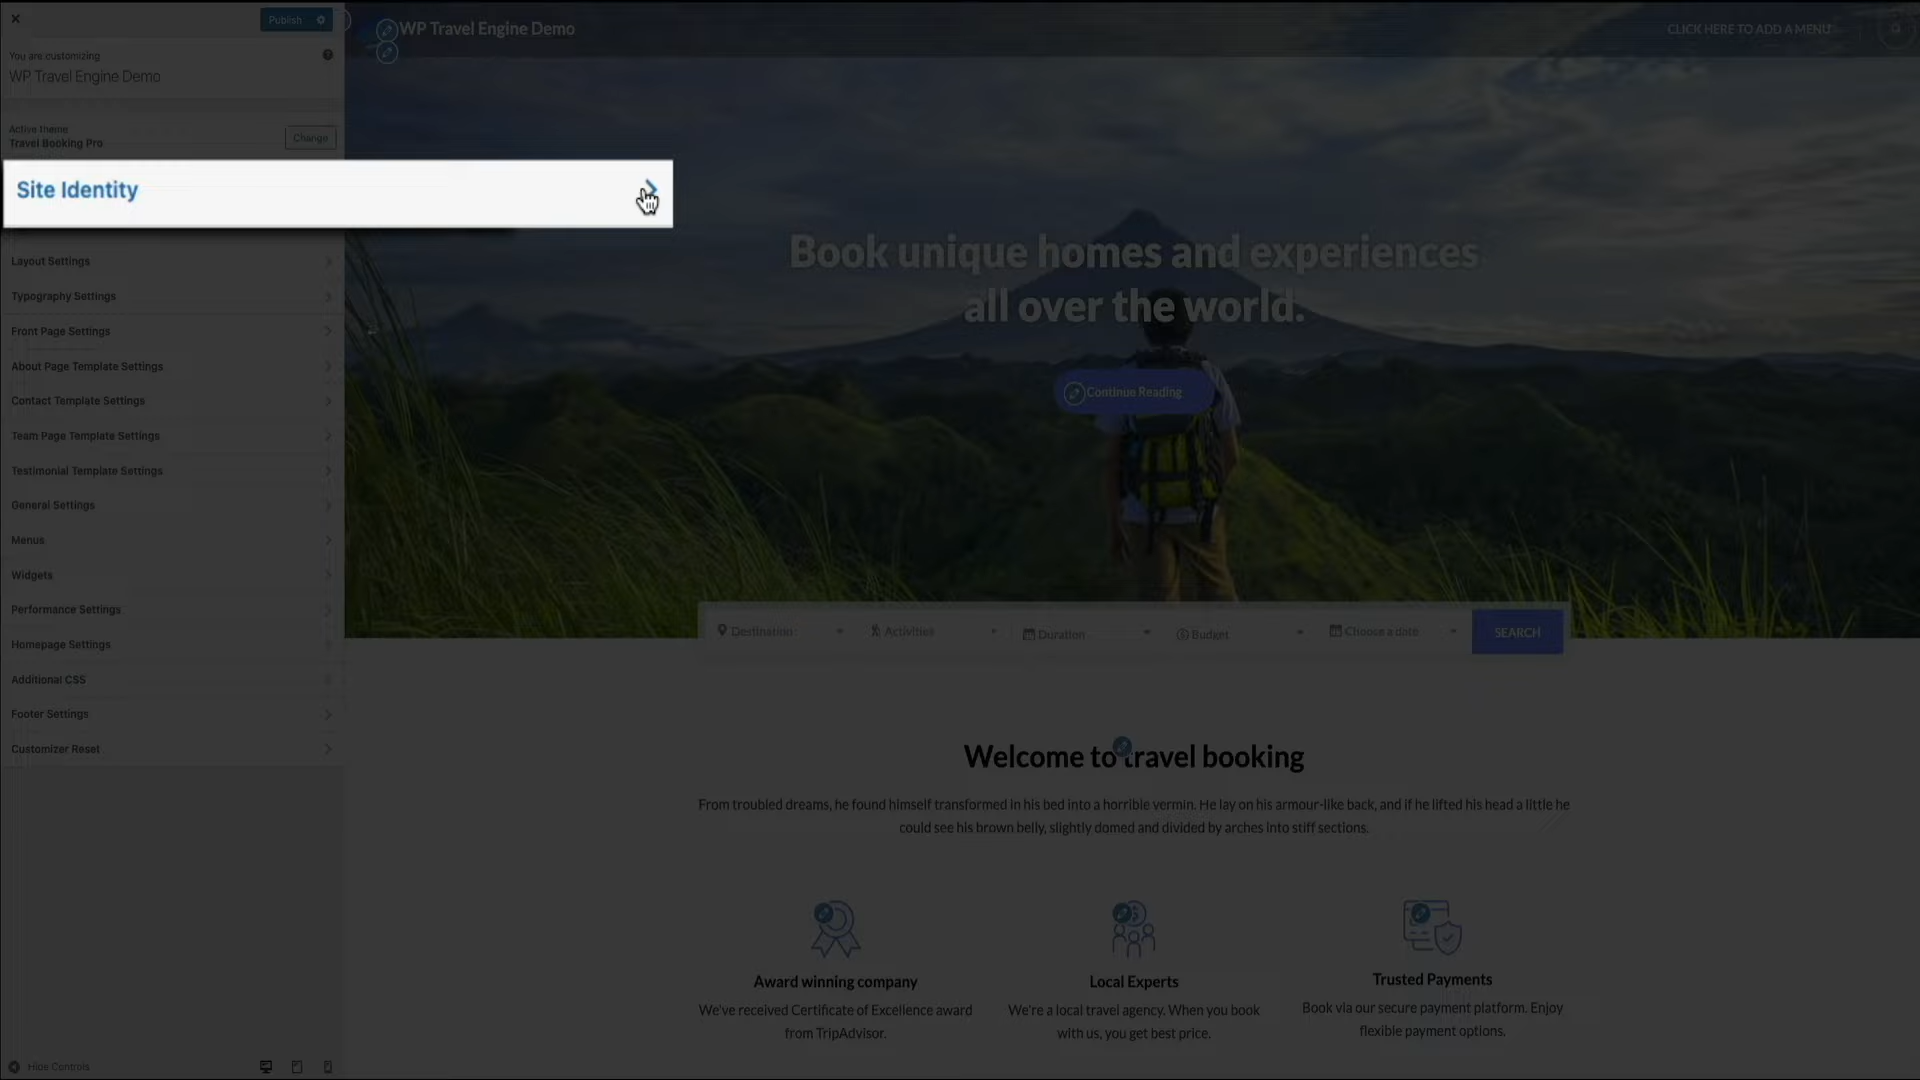 Publish
You are customizing
WP Travel Engine Demo
Active theme
Travel Booking Pro
Change
Site Identity
Layout Settings
Typography Settings
Front Page Settings
About Page Template Settings
Contact Template Settings
Team Page Template Settings
Testimonial Template Settings
General Settings
Menus
Widgets
Performance Settings
Homepage Settings
Additional CSS
Footer Settings
Customizer Reset
Hide Controls
WP Travel Engine Demo
CLICK HERE TO ADD A MENU
Book unique homes and experiences
all over the world.
Continue Reading
Destination
Activities
Duration
Budget
Choose a date
SEARCH
Welcome to travel booking
From troubled dreams, he found himself transformed in his bed into a horrible vermin. He lay on his armour-like back, and if he lifted his head a little he
could see his brown belly, slightly domed and divided by arches into stiff sections.
Award winning company
We've received Certificate of Excellence award
from TripAdvisor.
Local Experts
We're a local travel agency. When you book
with us, you get best price.
Trusted Payments
Book via our secure payment platform. Enjoy
flexible payment options.